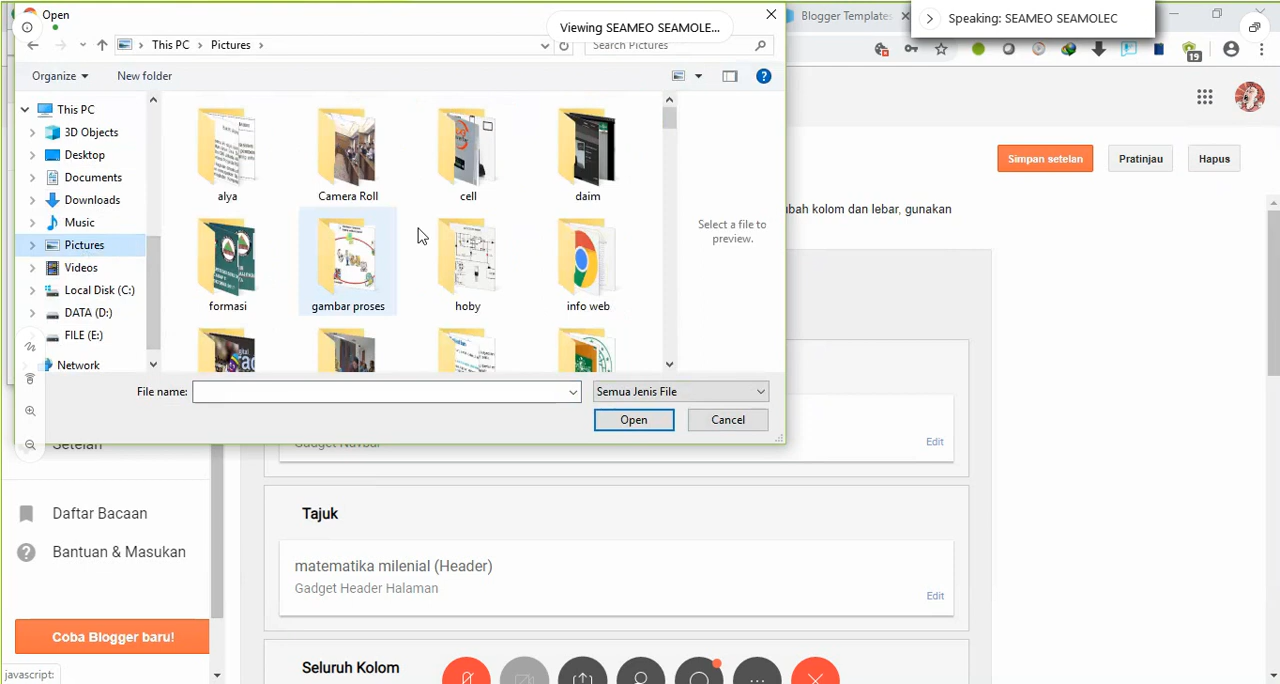 Open
Viewing SEAMEO SEAMOLE...
Blogger Templates
Speaking: SEAMEO SEAMOLEC
This PC
Pictures
Search Pictures
19
Organize
New folder
This PC
3D Objects
Desktop
Documents
Downloads
Music
Pictures
Videos
Local Disk (C:)
DATA (D:)
FILE (E:)
Network
alya
Camera Roll
cell
daim
formasi
gambar proses
hoby
info web
Select a file to
preview.
File name:
Semua Jenis File
Open
Cancel
Simpan setelan
Pratinjau
Hapus
ubah kolom dan lebar, gunakan
Gadget Navbar
Edit
Setelan
Daftar Bacaan
Bantuan & Masukan
Coba Blogger baru!
javascript:
Tajuk
matematika milenial (Header)
Gadget Header Halaman
Edit
Seluruh Kolom